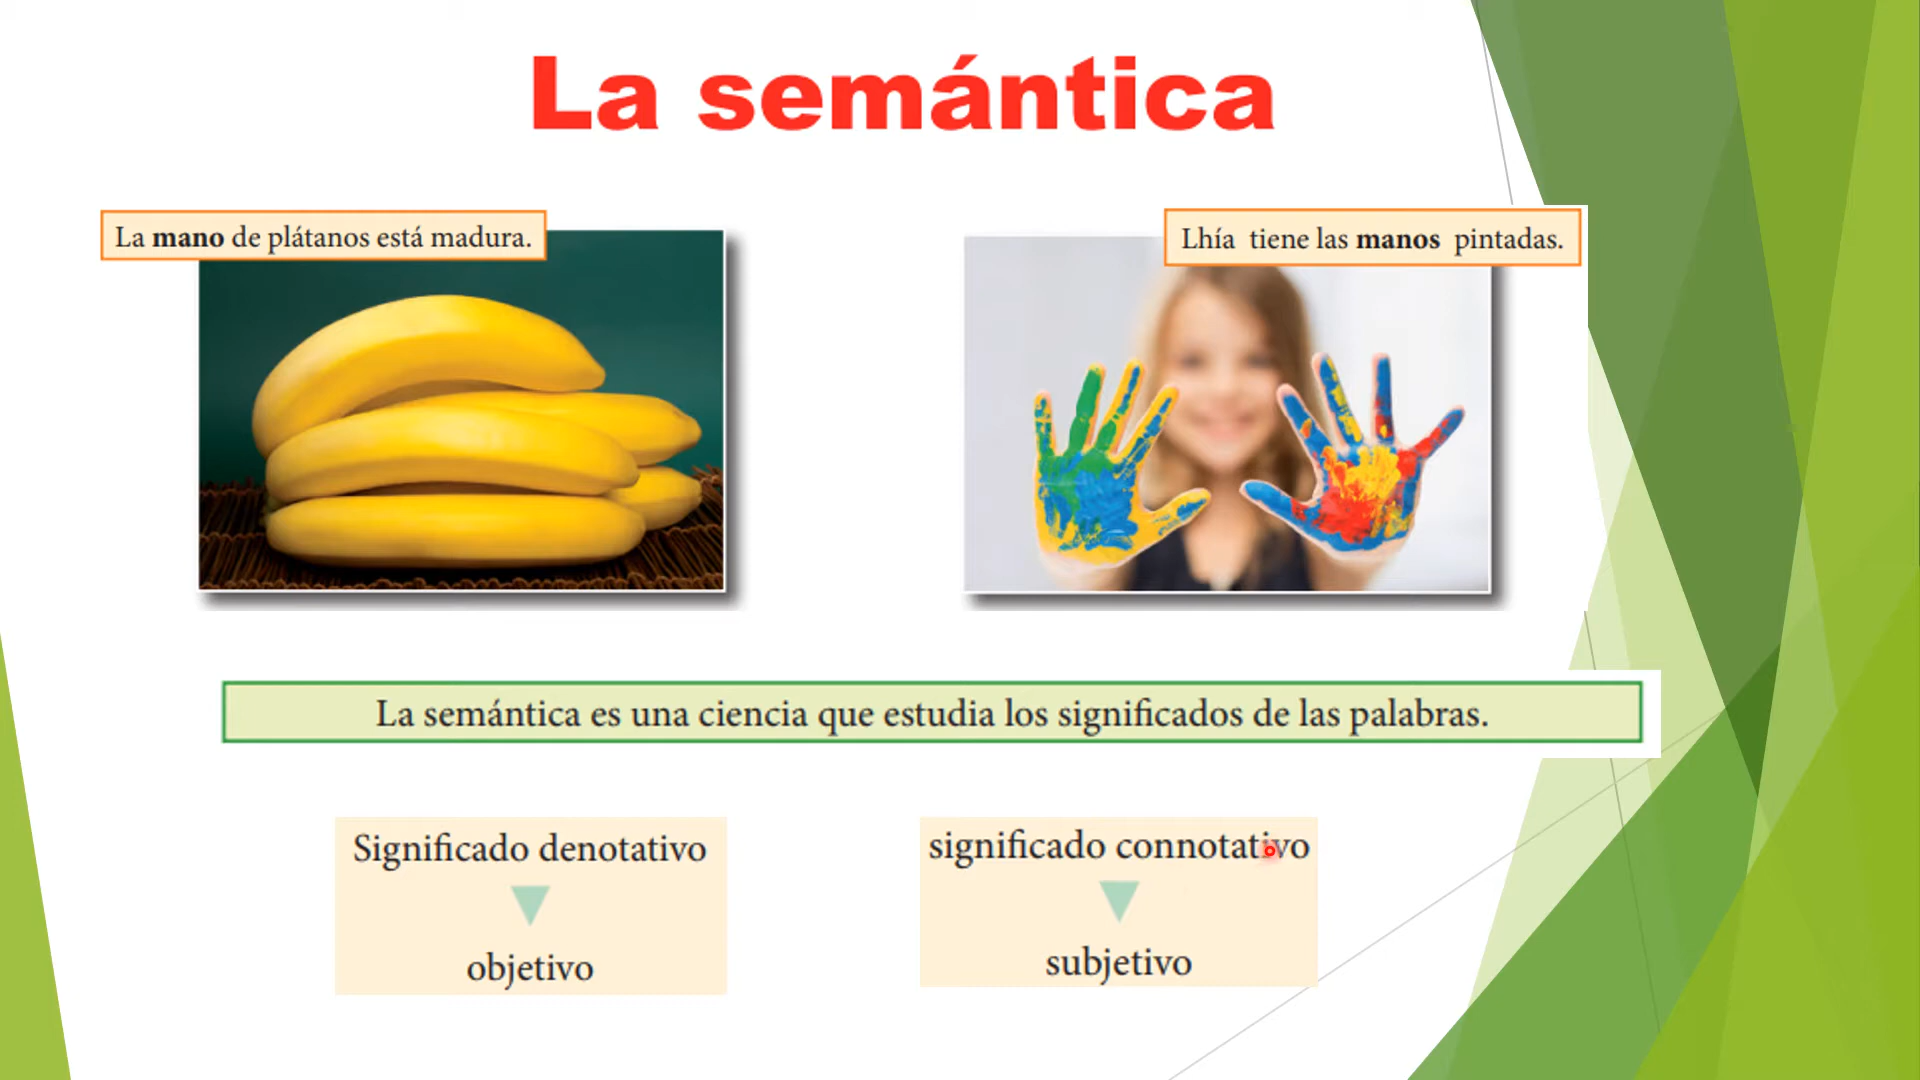 La semántica
La mano de plátanos está madura.
Lhía tiene las manos pintadas.
La semántica es una ciencia que estudia los significados de las palabras.
Significado denotativo
objetivo
significado connotativo
subjetivo